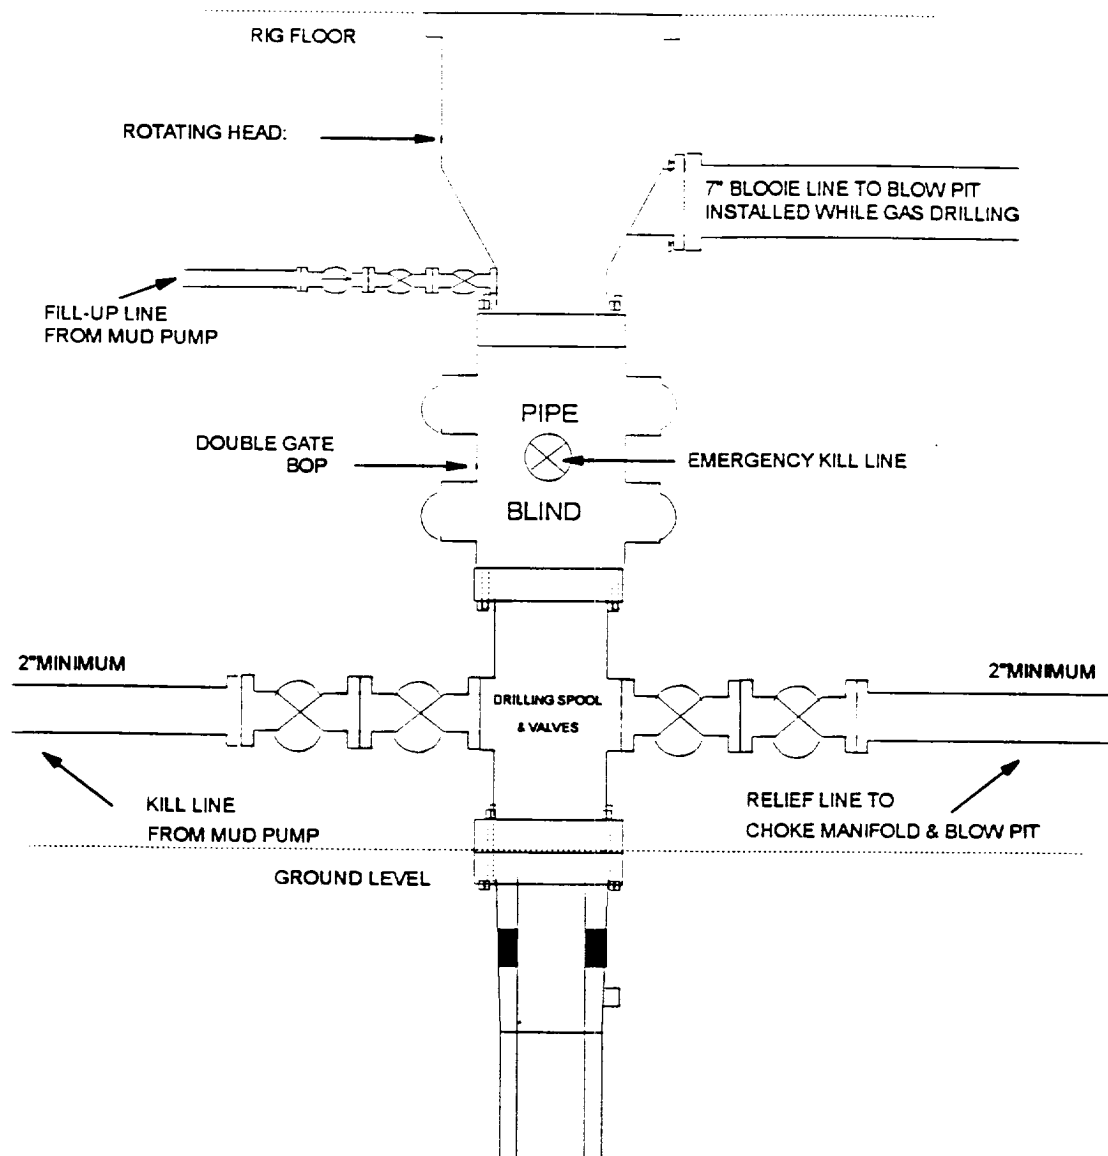 RIG FLOOR
ROTATING HEAD:
7" BLOOIE LINE TO BLOW PIT
INSTALLED WHILE GAS DRILLING
FILL-UP LINE
FROM MUD PUMP
PIPE
DOUBLE GATE
BOP
EMERGENCY KILL LINE
BLIND
2"MINIMUM
2"MINIMUM
DRILLING SPOOL
& VALVES
KILL LINE
FROM MUD PUMP
RELIEF LINE TO
CHOKE MANIFOLD & BLOW PIT
GROUND LEVEL